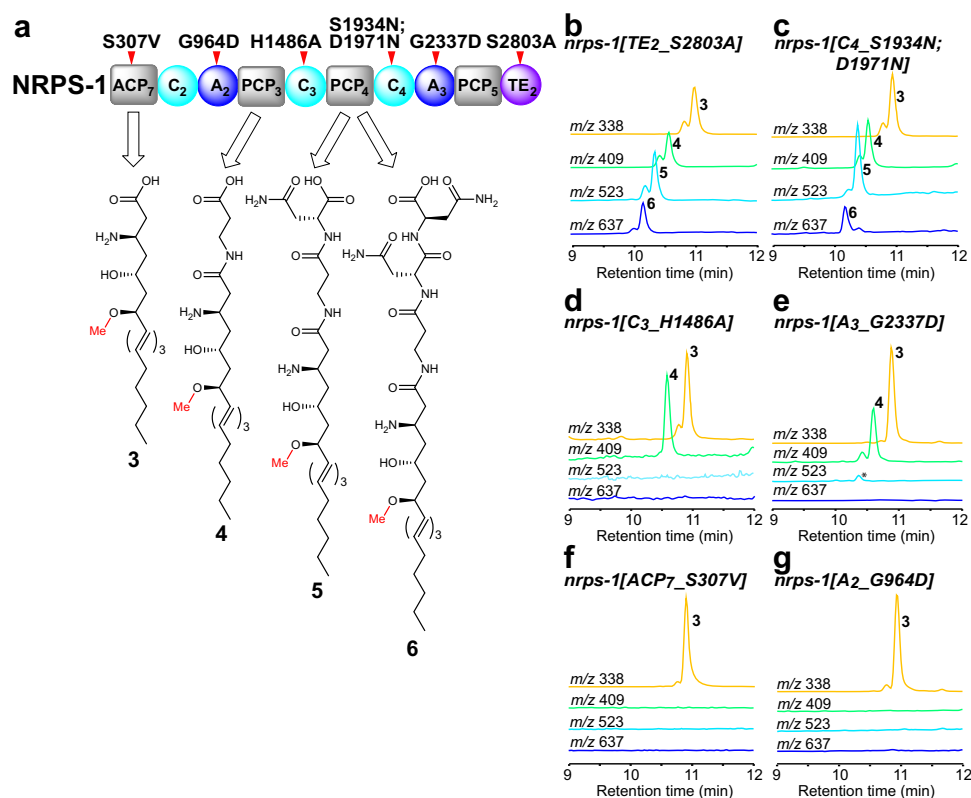 a
S307V G964D H1486A S1934N; D1971N G2337D S2803A
NRPS-1 ACP7 C2 A2 PCP3 C3 PCP4 C4 A3 PCP5 TE2
O OH H2N HO O Me 3
3
O OH NH O H2N HO O Me 3
4
O H2N O OH NH O NH O H2N HO O Me 3
5
OH O O NH2 O NH O H2N NH O NH O H2N HO O Me 3
6
b
nrps-1[TE2_S2803A]
3
m/z 338
4
m/z 409
5
m/z 523
6
m/z 637
9 10 11 12
Retention time (min)
c
nrps-1[C4_S1934N;
D1971N]
3
m/z 338
4
m/z 409
5
m/z 523
6
m/z 637
9 10 11 12
Retention time (min)
d
nrps-1[C3_H1486A]
3
4
m/z 338
m/z 409
m/z 523
m/z 637
9 10 11 12
Retention time (min)
e
nrps-1[A3_G2337D]
3
4
m/z 338
m/z 409
m/z 523 *
m/z 637
9 10 11 12
Retention time (min)
f
nrps-1[ACP7_S307V]
3
m/z 338
m/z 409
m/z 523
m/z 637
9 10 11 12
Retention time (min)
g
nrps-1[A2_G964D]
3
m/z 338
m/z 409
m/z 523
m/z 637
9 10 11 12
Retention time (min)